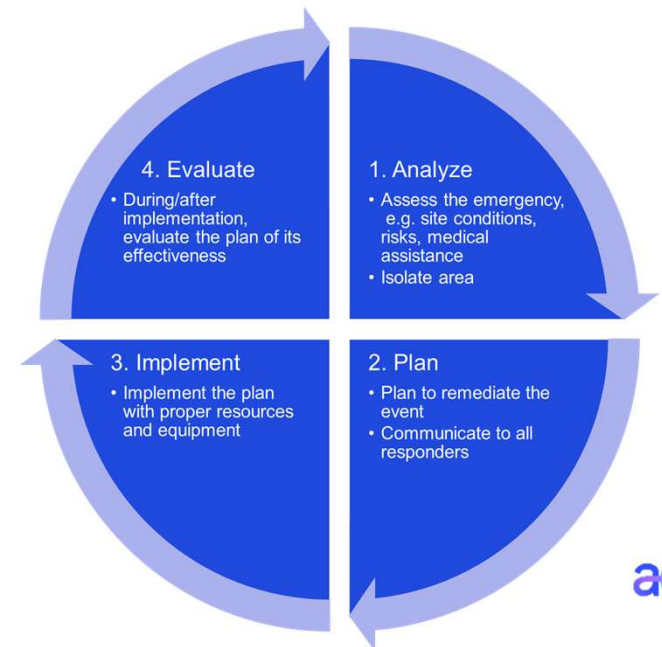 4. Evaluate
• During/after
implementation,
evaluate the plan of its
effectiveness
1. Analyze
• Assess the emergency,
e.g. site conditions,
risks, medical
assistance
• Isolate area
3. Implement
• Implement the plan
with proper resources
and equipment
2. Plan
• Plan to remediate the
event
• Communicate to all
responders